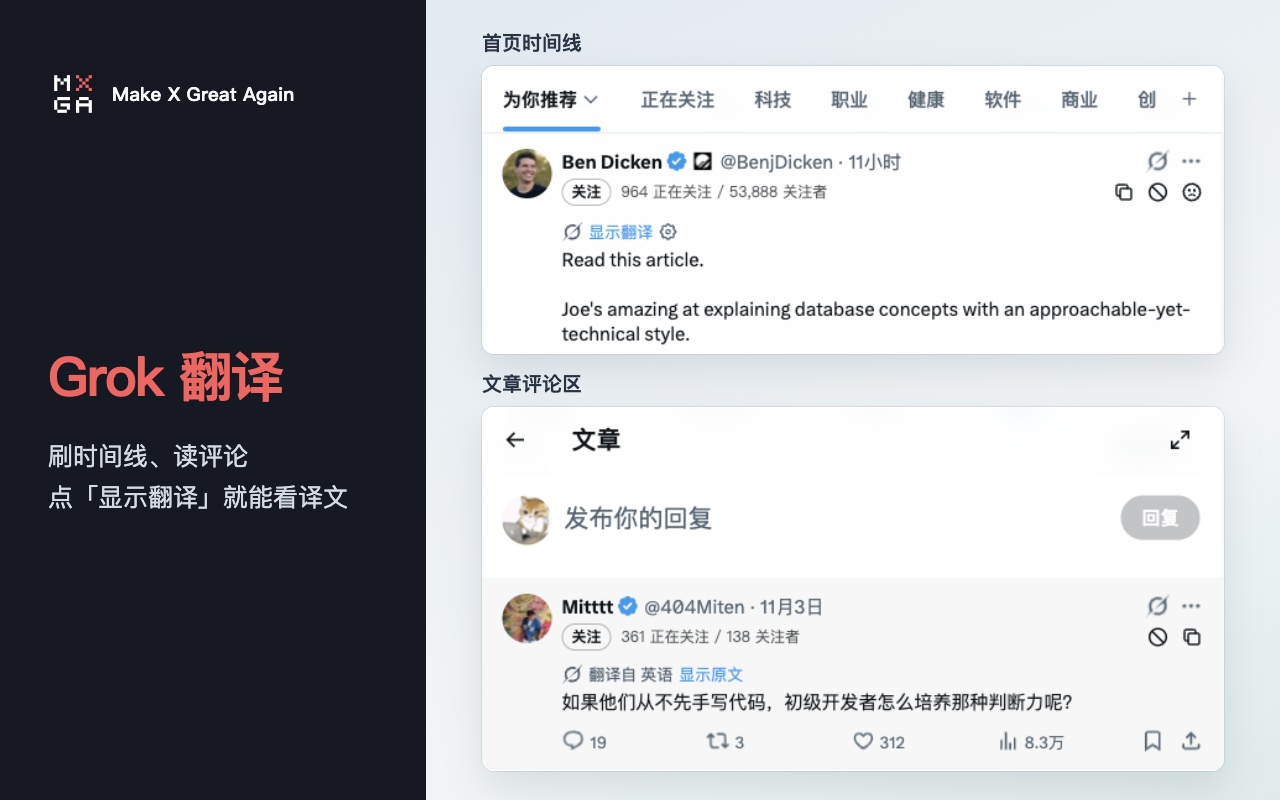 MX
GA
Make X Great Again
Grok 翻译
刷时间线、读评论
点「显示翻译」就能看译文
首页时间线
为你推荐 正在关注 科技 职业 健康 软件 商业 创 +
Ben Dicken @BenjDicken · 11小时
关注 964 正在关注 / 53,888 关注者
显示翻译
Read this article.
Joe's amazing at explaining database concepts with an approachable-yet-
technical style.
文章评论区
文章
发布你的回复
回复
Mitttt @404Miten · 11月3日
关注 361 正在关注 / 138 关注者
翻译自 英语 显示原文
如果他们从不先手写代码，初级开发者怎么培养那种判断力呢?
19 3 312 8.3万